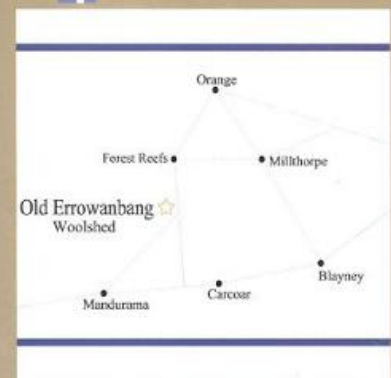 Orange
Forest Reefs
Millthorpe
Old Errowanbang
Woolshed
Blayney
Carcoar
Mandurama